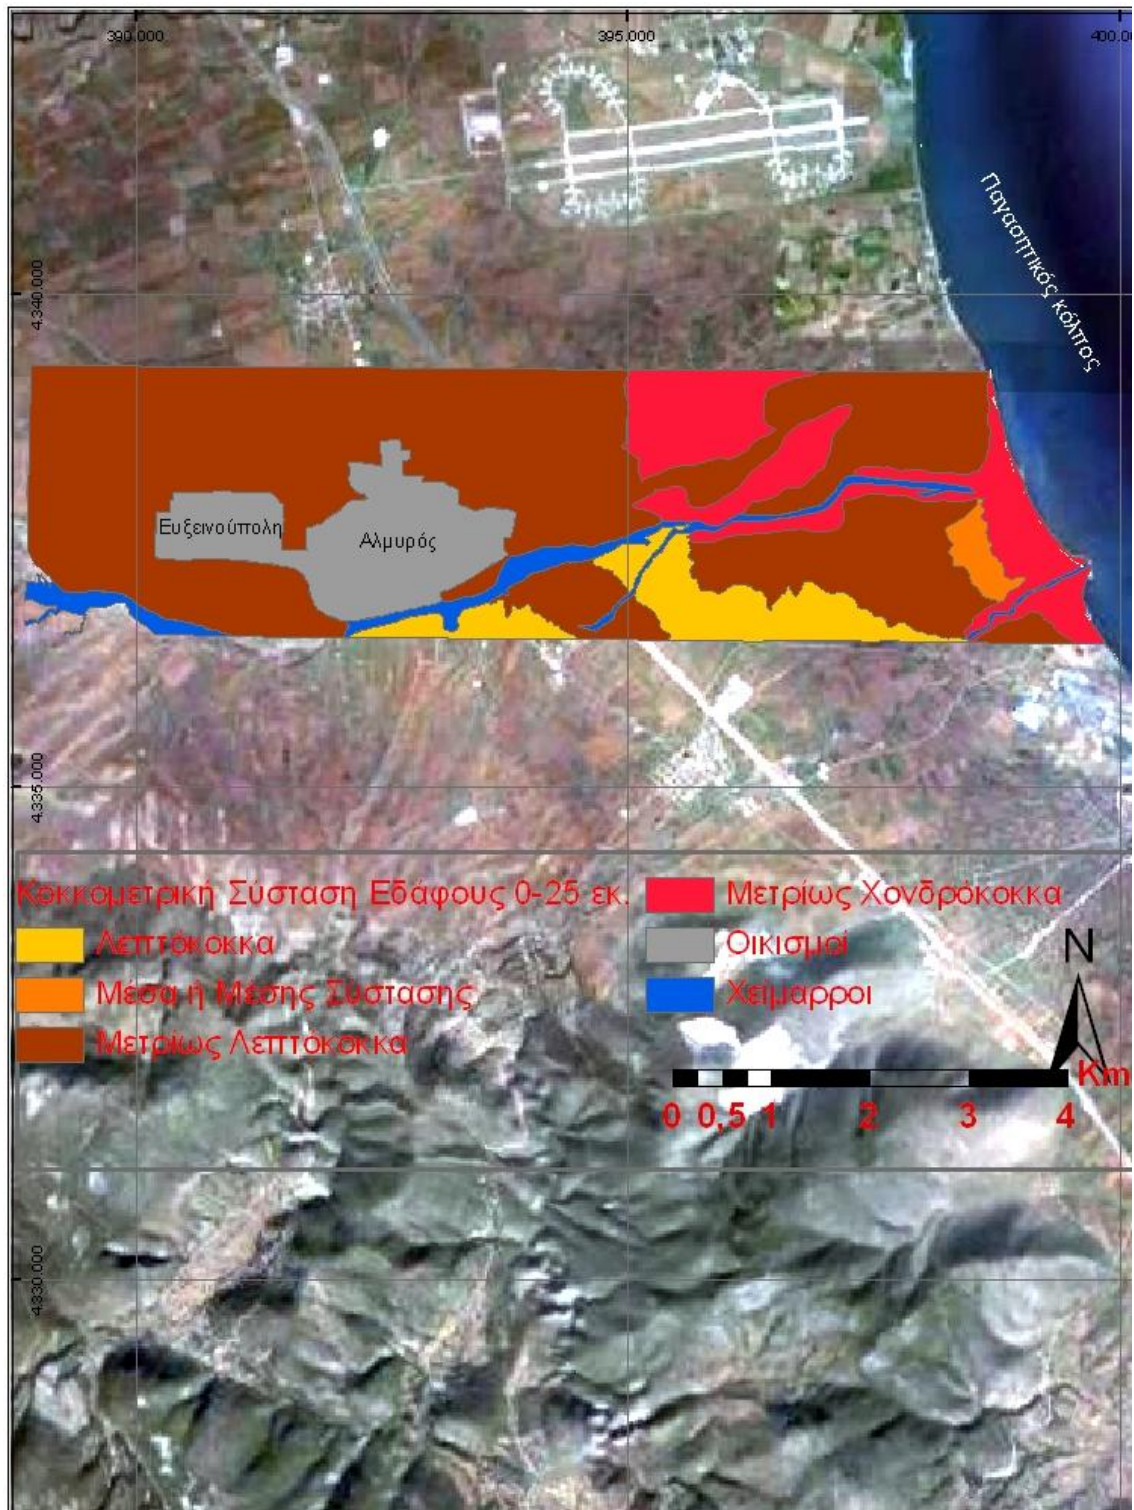 390.000
395.000
400.0
Παγασητικός κόλπος
4.340.000
Ευξεινούπολη
Αλμυρός
4.335.000
Κοκκομετρική Σύσταση Εδάφους 0-25 εκ.
Λεπτόκοκκα
Μέσα ή Μέσης Σύστασης
Μετρίως Λεπτόκοκκα
Μετρίως Χονδρόκοκκα
Οικισμοί
Χείμαρροι
N
Km
0 0,5 1 2 3 4
4.330.000